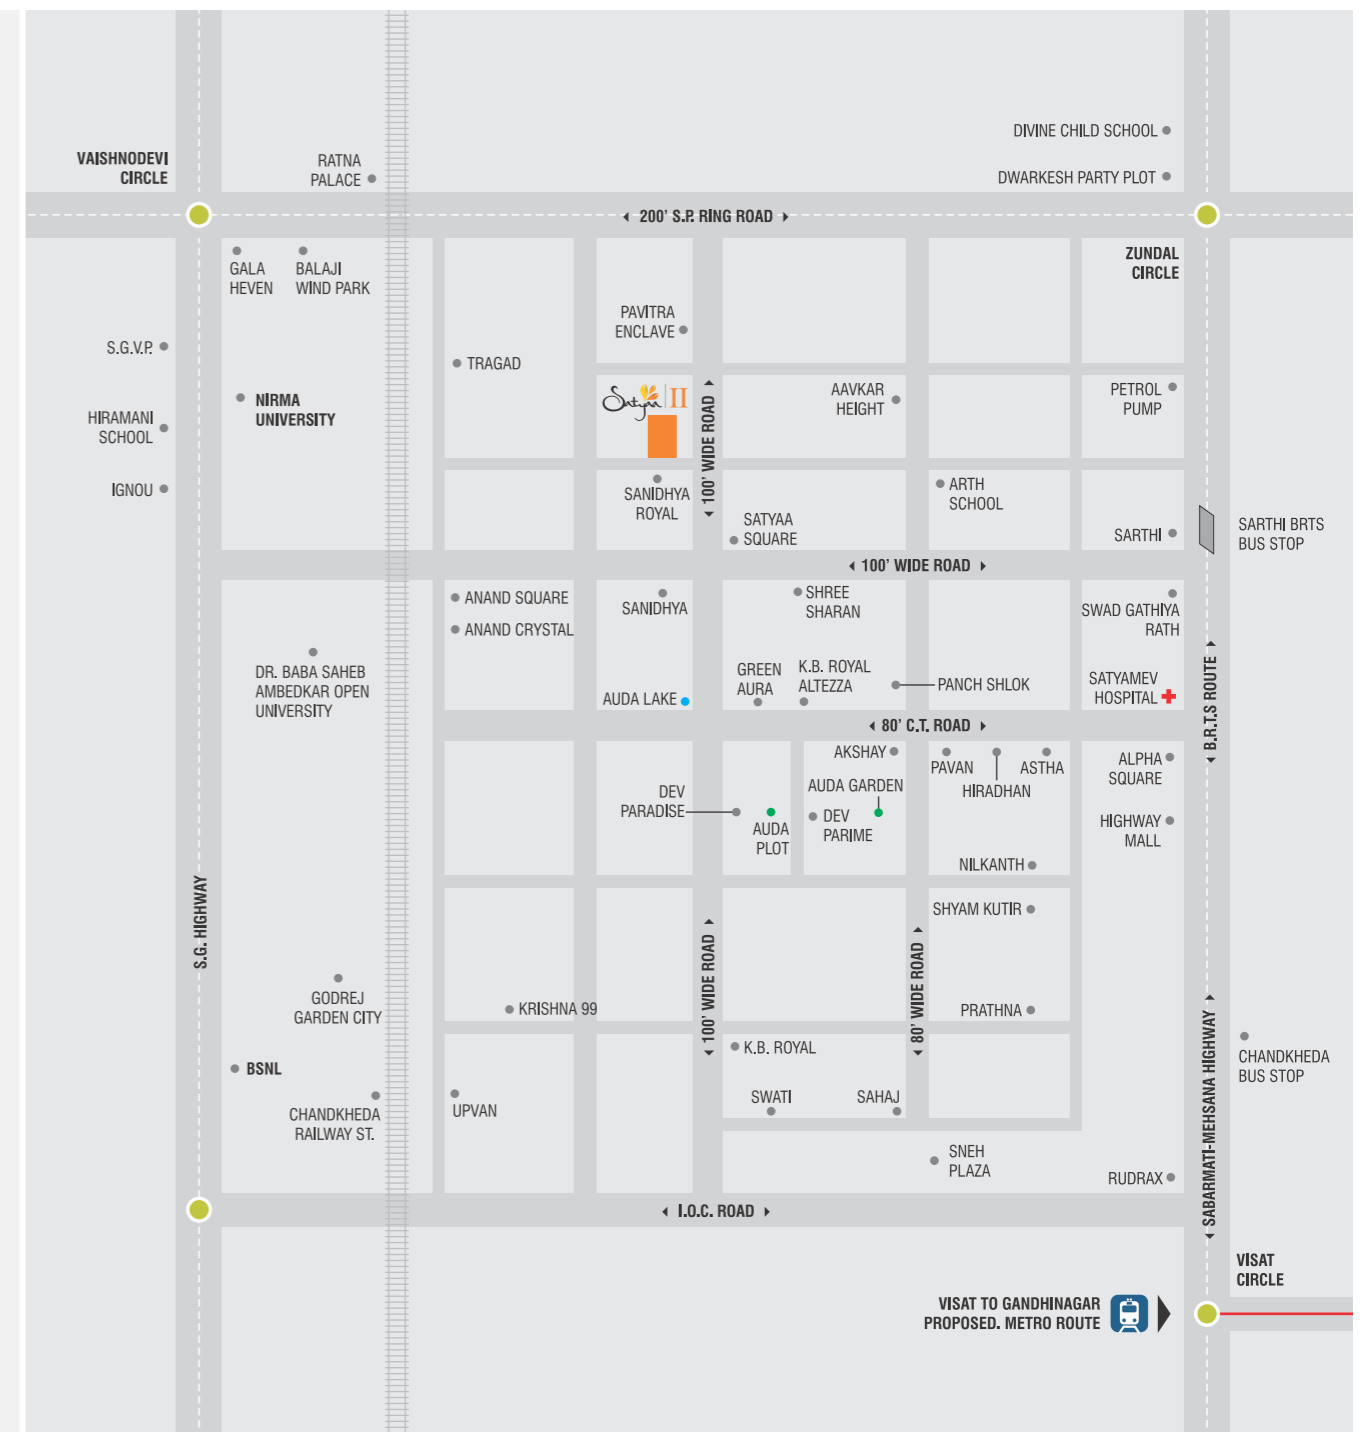 DIVINE CHILD SCHOOL
DWARKESH PARTY PLOT
VAISHNODEVI
CIRCLE
RATNA
PALACE
200' S.P. RING ROAD
ZUNDAL
CIRCLE
GALA
HEVEN
BALAJI
WIND PARK
PAVITRA
ENCLAVE
S.G.V.P.
TRAGAD
NIRMA
UNIVERSITY
Satyaa II
100' WIDE ROAD
AAVKAR
HEIGHT
PETROL
PUMP
HIRAMANI
SCHOOL
IGNOU
SANIDHYA
ROYAL
SATYAA
SQUARE
ARTH
SCHOOL
SARTHI
SARTHI BRTS
BUS STOP
100' WIDE ROAD
ANAND SQUARE
ANAND CRYSTAL
SANIDHYA
SHREE
SHARAN
SWAD GATHIYA
RATH
DR. BABA SAHEB
AMBEDKAR OPEN
UNIVERSITY
AUDA LAKE
GREEN
AURA
K.B. ROYAL
ALTEZZA
PANCH SHLOK
SATYAMEV
HOSPITAL
B.R.T.S ROUTE
80' C.T. ROAD
AKSHAY
PAVAN
HIRADHAN
ASTHA
ALPHA
SQUARE
DEV
PARADISE
AUDA
PLOT
AUDA GARDEN
DEV
PARIME
HIGHWAY
MALL
NILKANTH
S.G. HIGHWAY
SHYAM KUTIR
100' WIDE ROAD
80' WIDE ROAD
GODREJ
GARDEN CITY
KRISHNA 99
PRATHNA
K.B. ROYAL
CHANDKHEDA
BUS STOP
BSNL
CHANDKHEDA
RAILWAY ST.
UPVAN
SWATI
SAHAJ
SNEH
PLAZA
RUDRAX
SABARMATI-MEHSANA HIGHWAY
I.O.C. ROAD
VISAT
CIRCLE
VISAT TO GANDHINAGAR
PROPOSED. METRO ROUTE